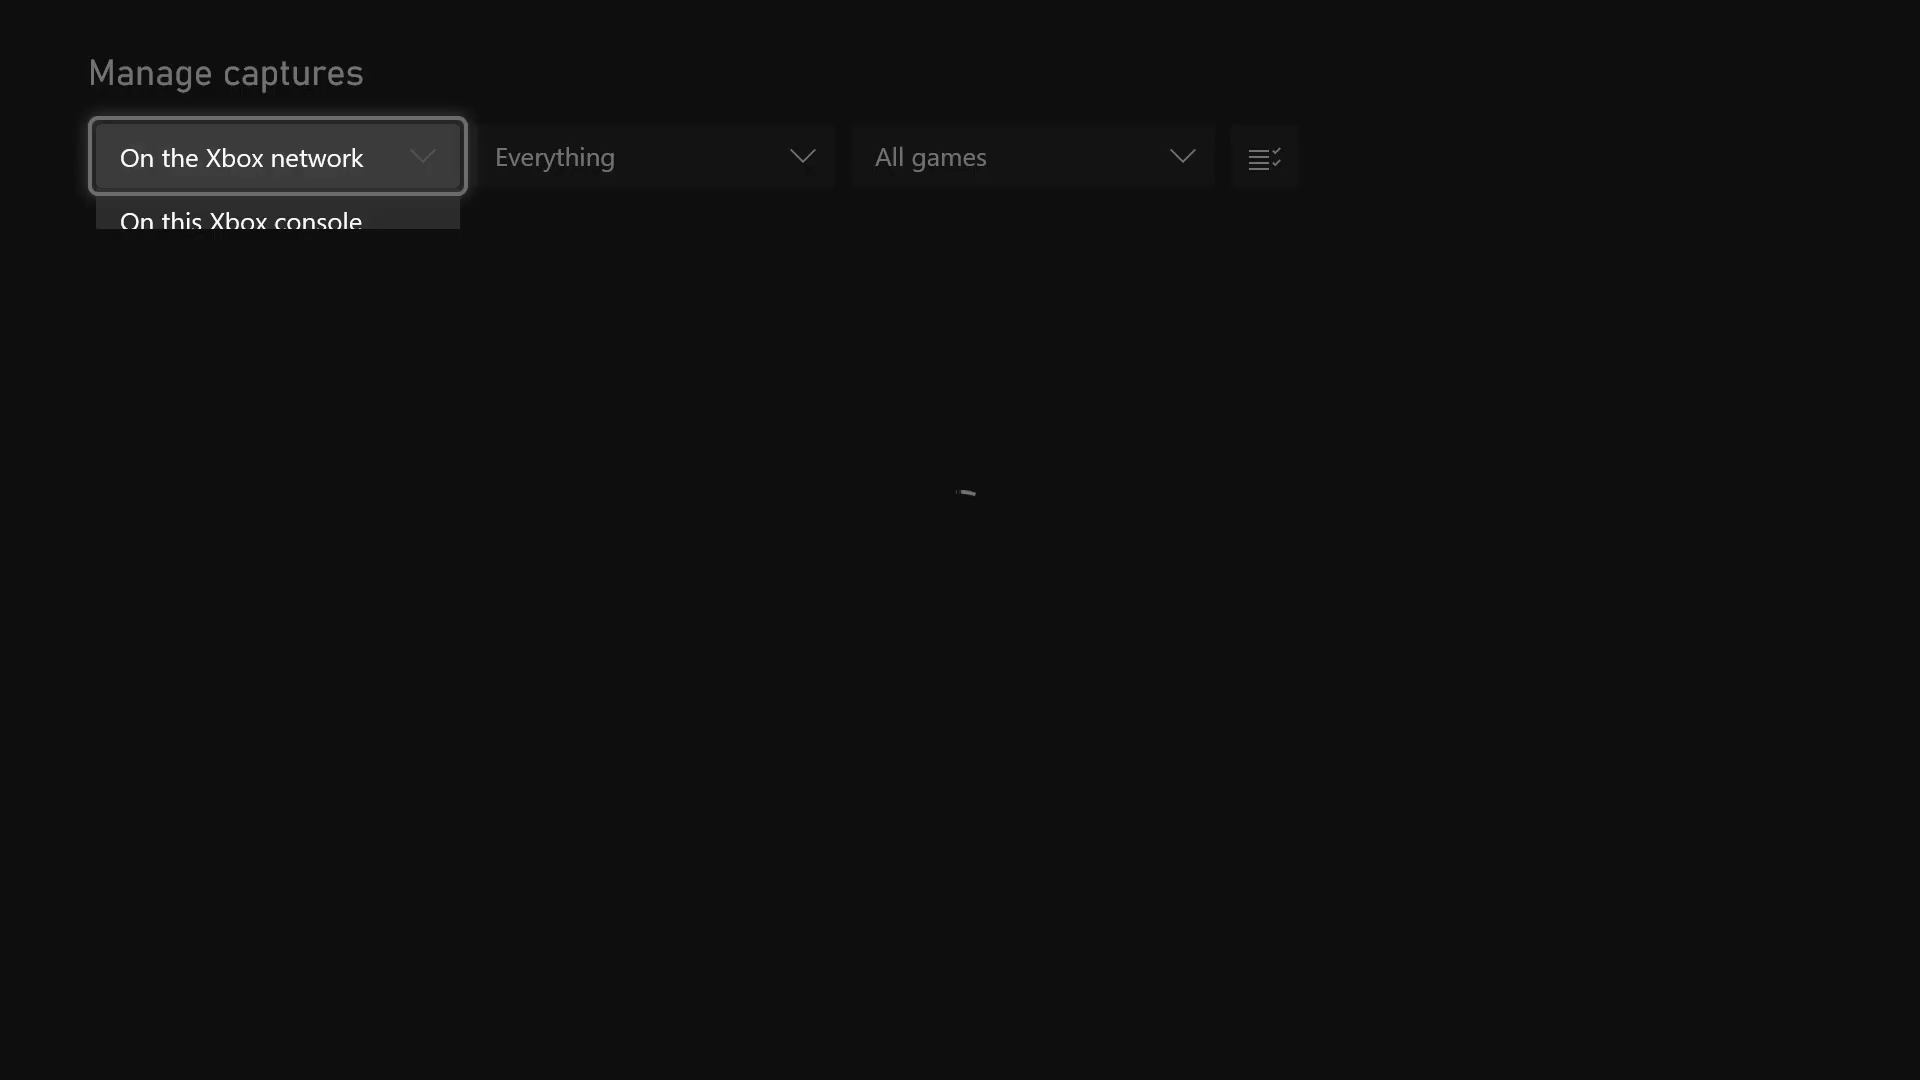 Manage captures
On the Xbox network
Everything
All games
On this Xbox console